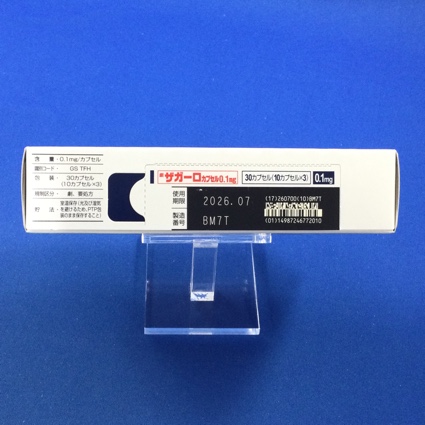 含量:0.1mg/カプセル
識別コード:GS TFH
包装:30カプセル
(10カプセル×3)
規制区分:劇、要処方
貯法:室温保存(光及び湿気
を避けるため、PTP包
装のまま保存すること)
劇 ザガーロカプセル0.1mg
30カプセル(10カプセル×3)
0.1mg
使用
期限
2026.07
製造
番号
BM7T
(17)260700(10)BM7T
(01)14987246772010